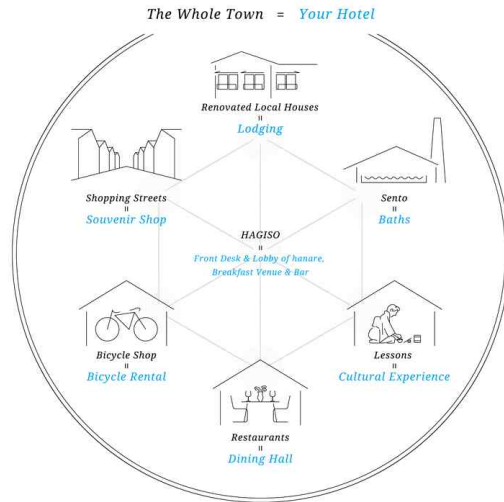 The Whole Town = Your Hotel
Renovated Local Houses
=
Lodging
Shopping Streets
=
Souvenir Shop
Sento
=
Baths
HAGISO
=
Front Desk & Lobby of hanare,
Breakfast Venue & Bar
Bicycle Shop
=
Bicycle Rental
Lessons
=
Cultural Experience
Restaurants
=
Dining Hall